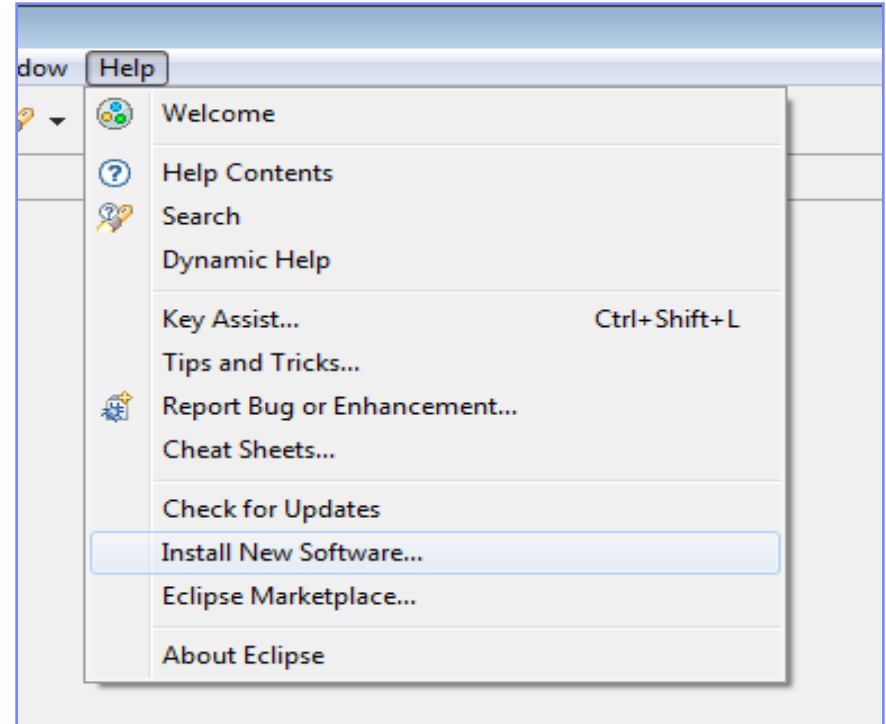 dow Help
Welcome
Help Contents
Search
Dynamic Help
Key Assist... Ctrl+Shift+L
Tips and Tricks...
Report Bug or Enhancement...
Cheat Sheets...
Check for Updates
Install New Software...
Eclipse Marketplace...
About Eclipse